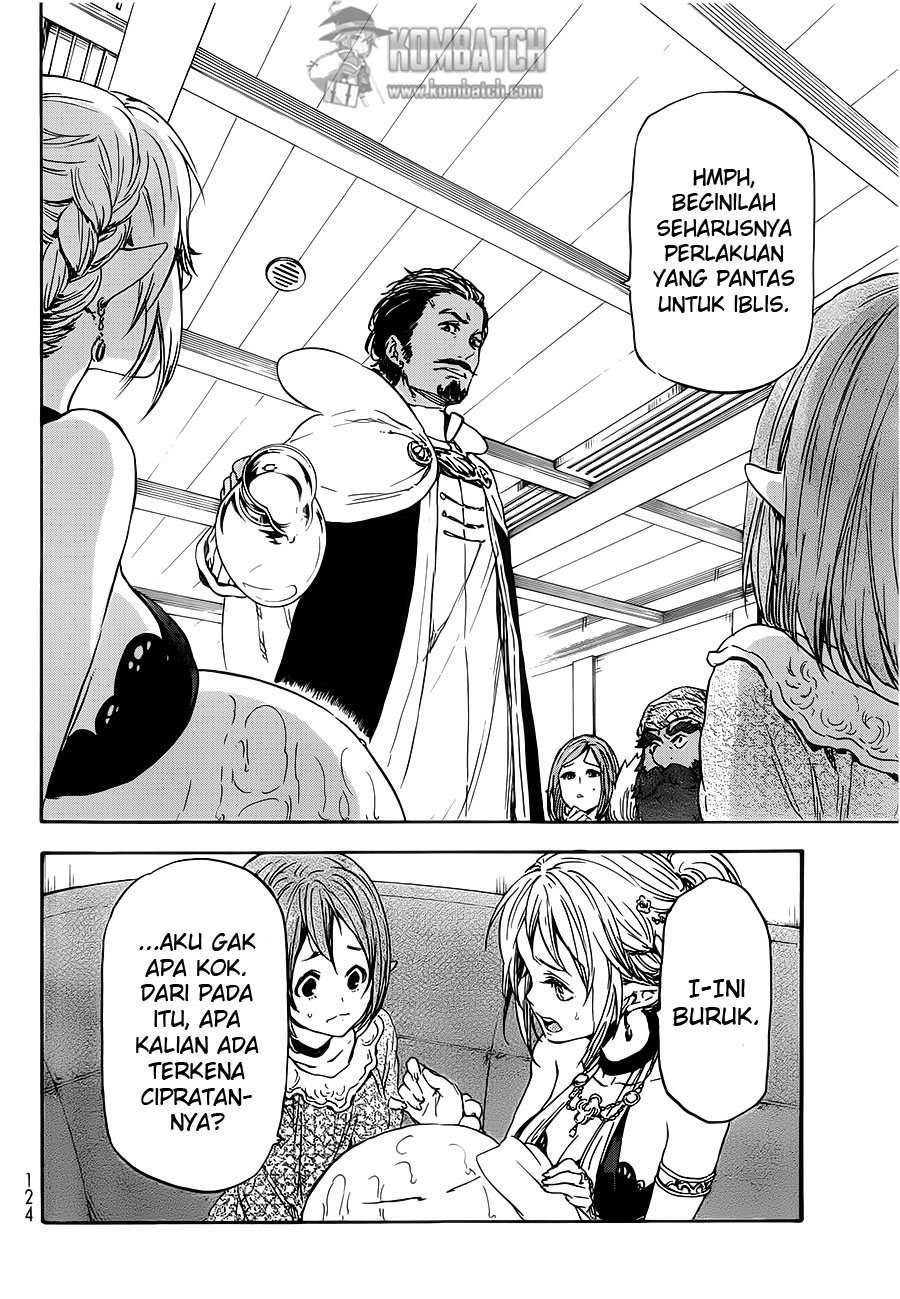 KOMBATCH
www.kombatch.com
HMPH,
BEGINILAH
SEHARUSNYA
PERLAKUAN
YANG PANTAS
UNTUK IBLIS.
I-INI
BURUK.
...AKU GAK
APA KOK.
DARI PADA
ITU, APA
KALIAN ADA
TERKENA
CIPRATAN-
NYA?
124